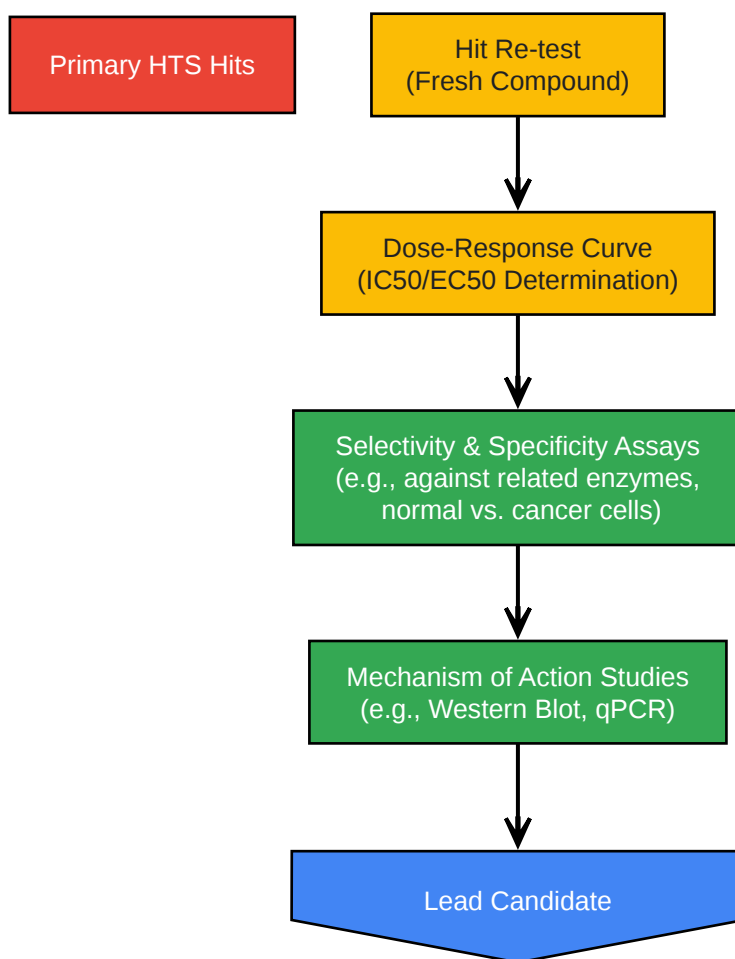 Primary HTS Hits
Hit Re-test
(Fresh Compound)
Dose-Response Curve
(IC50/EC50 Determination)
Selectivity & Specificity Assays
(e.g., against related enzymes,
normal vs. cancer cells)
Mechanism of Action Studies
(e.g., Western Blot, qPCR)
Lead Candidate